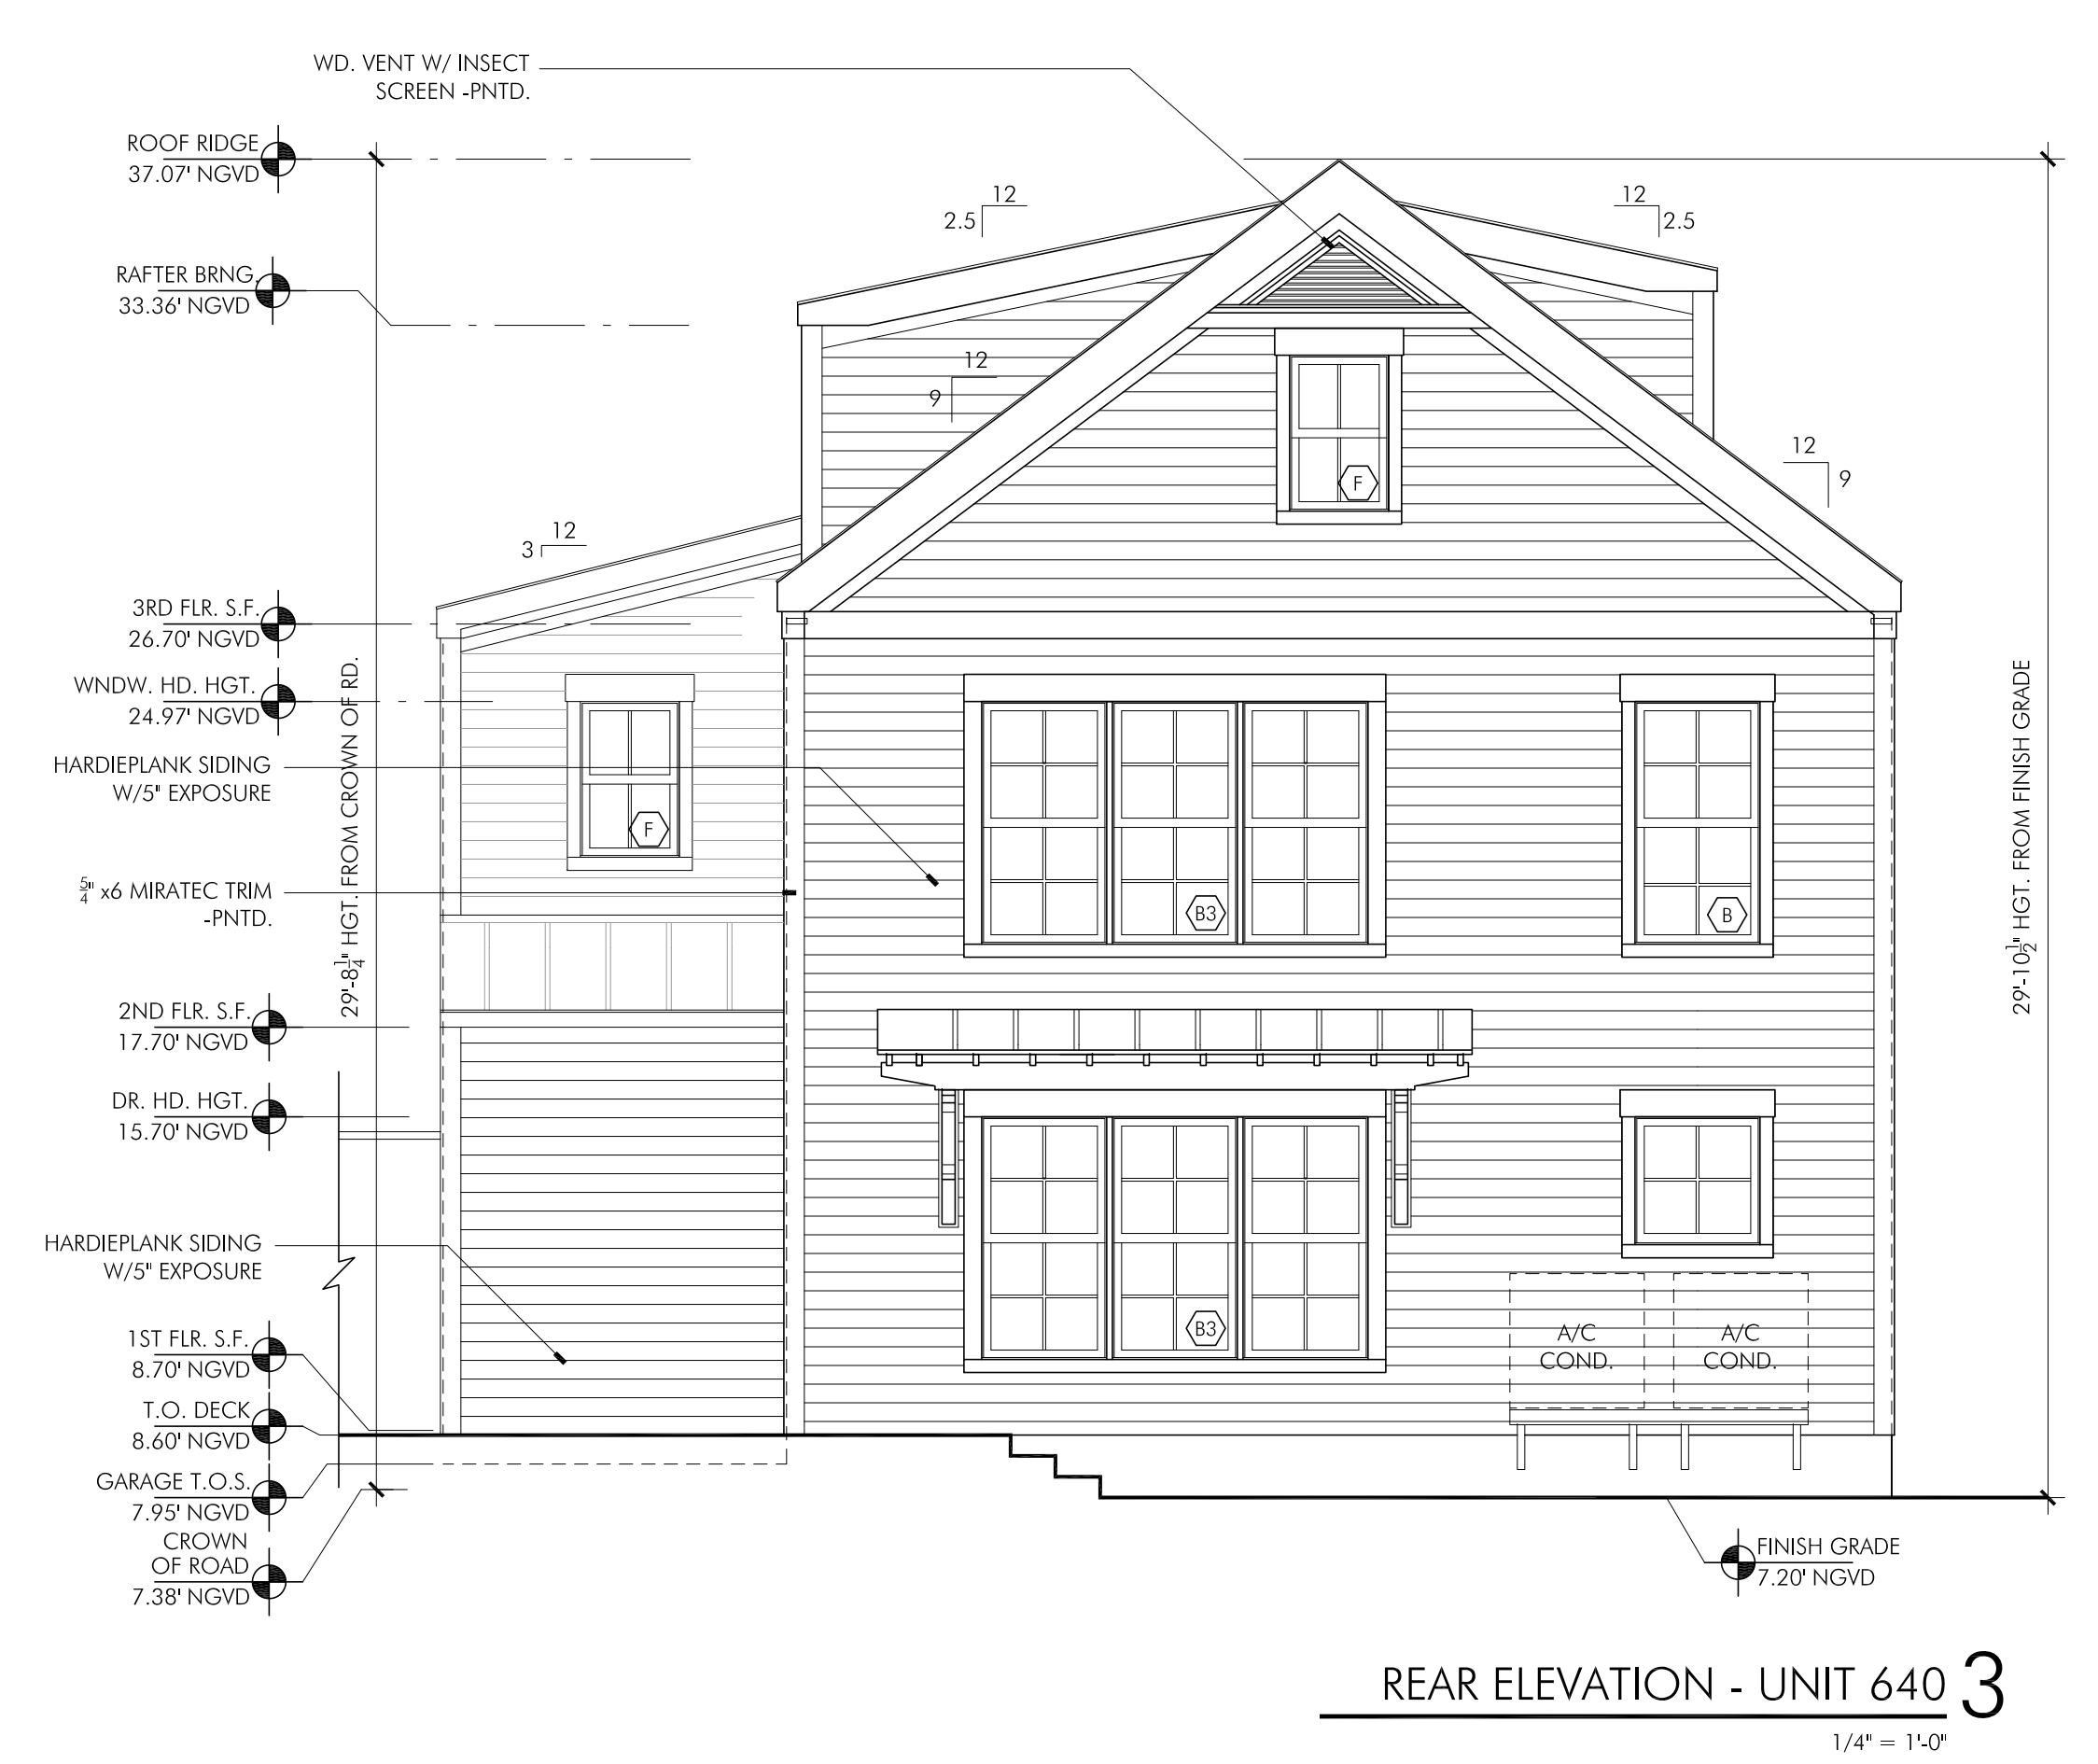 WD. VENT W/ INSECT
SCREEN -PNTD.
ROOF RIDGE
37.07' NGVD
12
2.5
12
2.5
RAFTER BRNG.
33.36' NGVD
12
9
12
9
F
12
3
3RD FLR. S.F.
26.70' NGVD
WNDW. HD. HGT.
24.97' NGVD
HARDIEPLANK SIDING
W/5" EXPOSURE
F
5/4" x6 MIRATEC TRIM
-PNTD.
29'-8 1/4" HGT. FROM CROWN OF RD.
B3
B
29'-10 1/2" HGT. FROM FINISH GRADE
2ND FLR. S.F.
17.70' NGVD
DR. HD. HGT.
15.70' NGVD
HARDIEPLANK SIDING
W/5" EXPOSURE
B3
A/C
COND.
A/C
COND.
1ST FLR. S.F.
8.70' NGVD
T.O. DECK
8.60' NGVD
GARAGE T.O.S.
7.95' NGVD
CROWN
OF ROAD
7.38' NGVD
FINISH GRADE
7.20' NGVD
REAR ELEVATION - UNIT 640 3
1/4" = 1'-0"